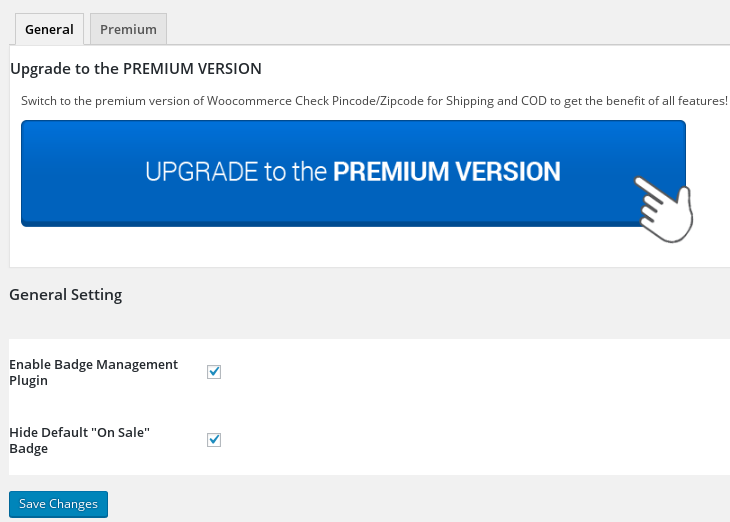 General Premium
Upgrade to the PREMIUM VERSION
Switch to the premium version of Woocommerce Check Pincode/Zipcode for Shipping and COD to get the benefit of all features!
UPGRADE to the PREMIUM VERSION
General Setting
Enable Badge Management
Plugin
Hide Default "On Sale"
Badge
Save Changes